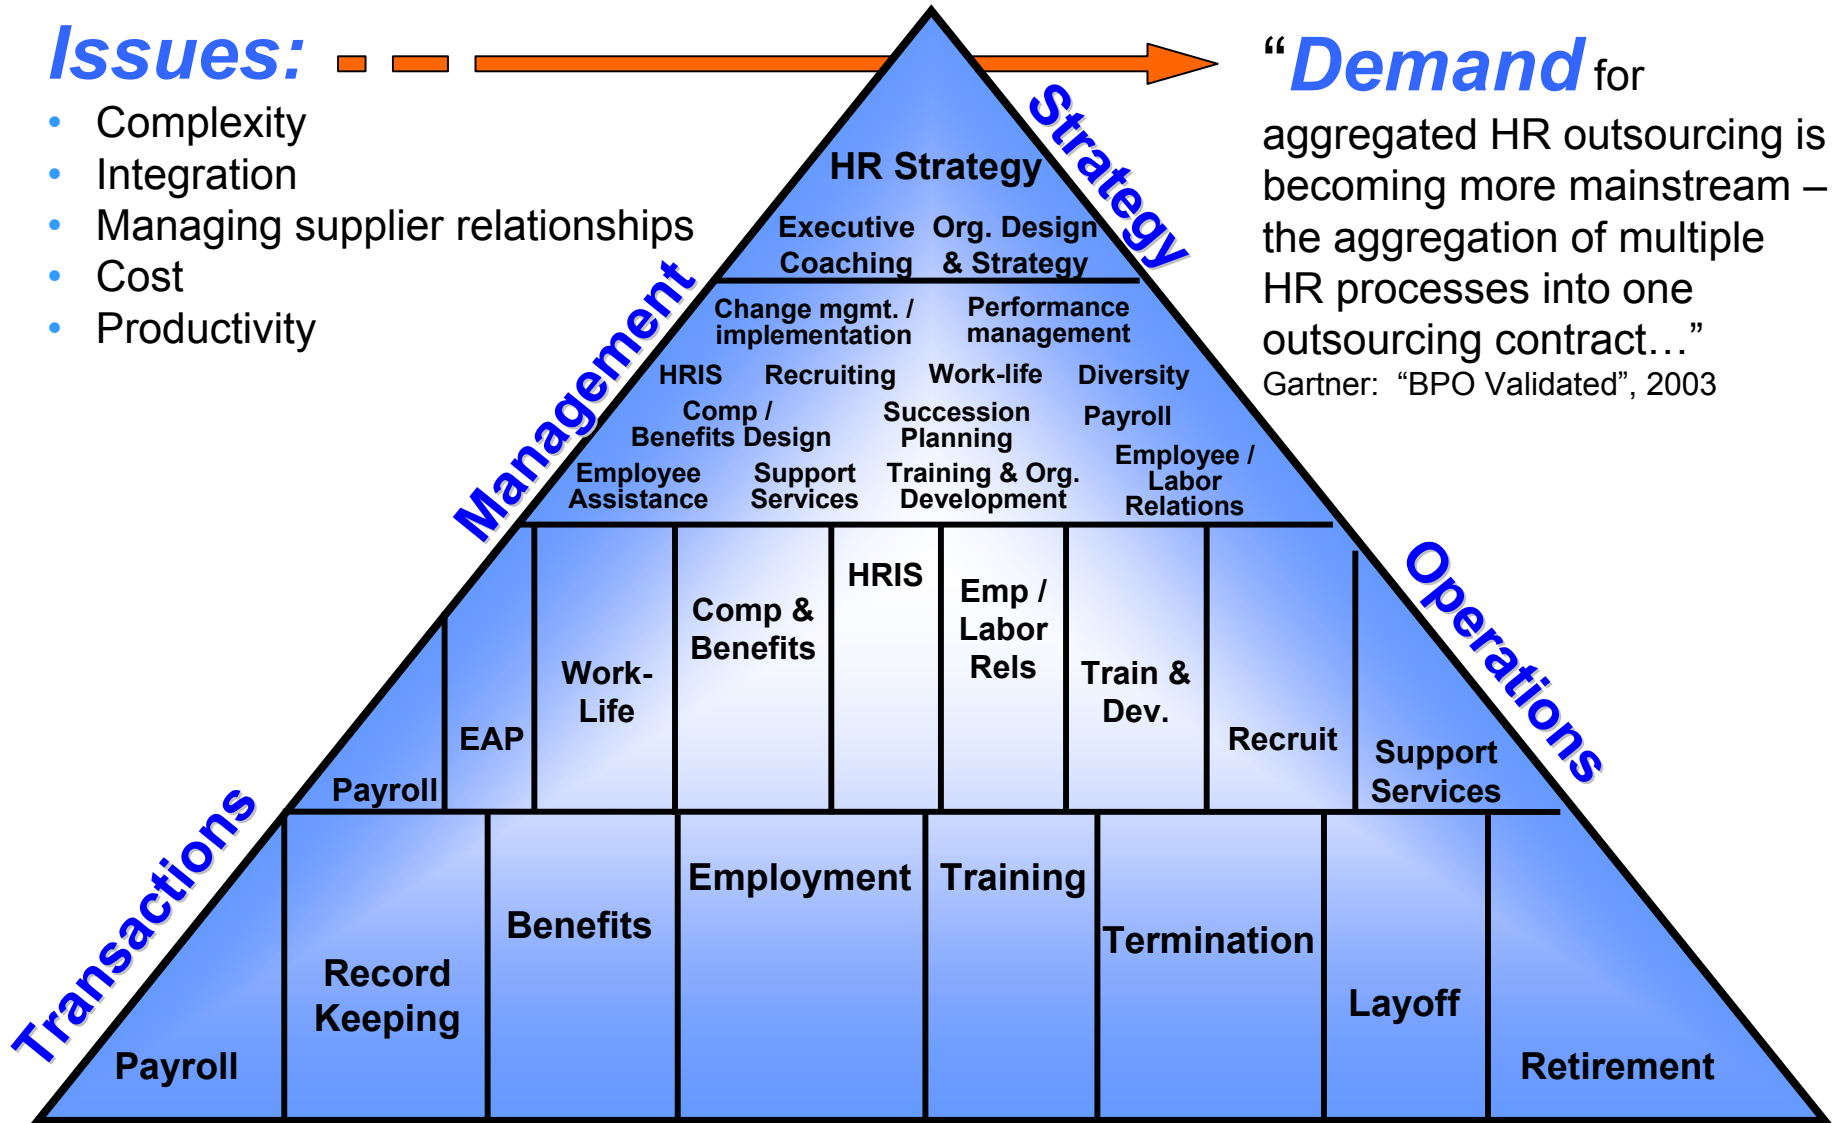 Issues:
• Complexity
• Integration
• Managing supplier relationships
• Cost
• Productivity
“Demand for
aggregated HR outsourcing is
becoming more mainstream –
the aggregation of multiple
HR processes into one
outsourcing contract…”
Gartner: “BPO Validated”, 2003
Strategy
HR Strategy
Executive
Coaching
Org. Design
& Strategy
Management
Change mgmt. /
implementation
Performance
management
HRIS
Recruiting
Work-life
Diversity
Comp /
Benefits Design
Succession
Planning
Payroll
Employee
Assistance
Support
Services
Training & Org.
Development
Employee /
Labor
Relations
Operations
Payroll
EAP
Work-
Life
Comp &
Benefits
HRIS
Emp /
Labor
Rels
Train &
Dev.
Recruit
Support
Services
Transactions
Payroll
Record
Keeping
Benefits
Employment
Training
Termination
Layoff
Retirement